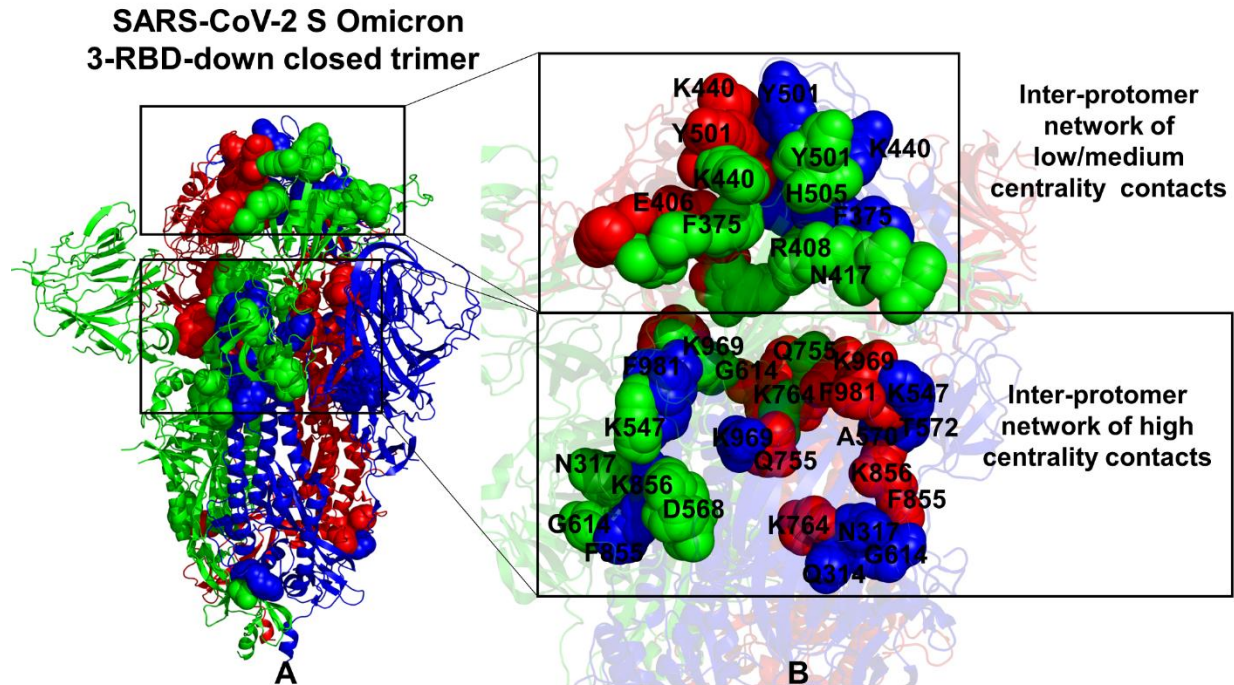 SARS-CoV-2 S Omicron
3-RBD-down closed trimer
K440
Y501
Y501
Y501
K440
K440
H505
E406
F375
F375
R408
N417
Inter-protomer
network of
low/medium
centrality contacts
K969
Q755
K969
F981
G614
K764
F981
K547
K547
K969
A570
T572
Q755
N317
K856
K856
D568
F855
G614
K764
N317
F855
G614
Q314
Inter-protomer
network of high
centrality contacts
A
B